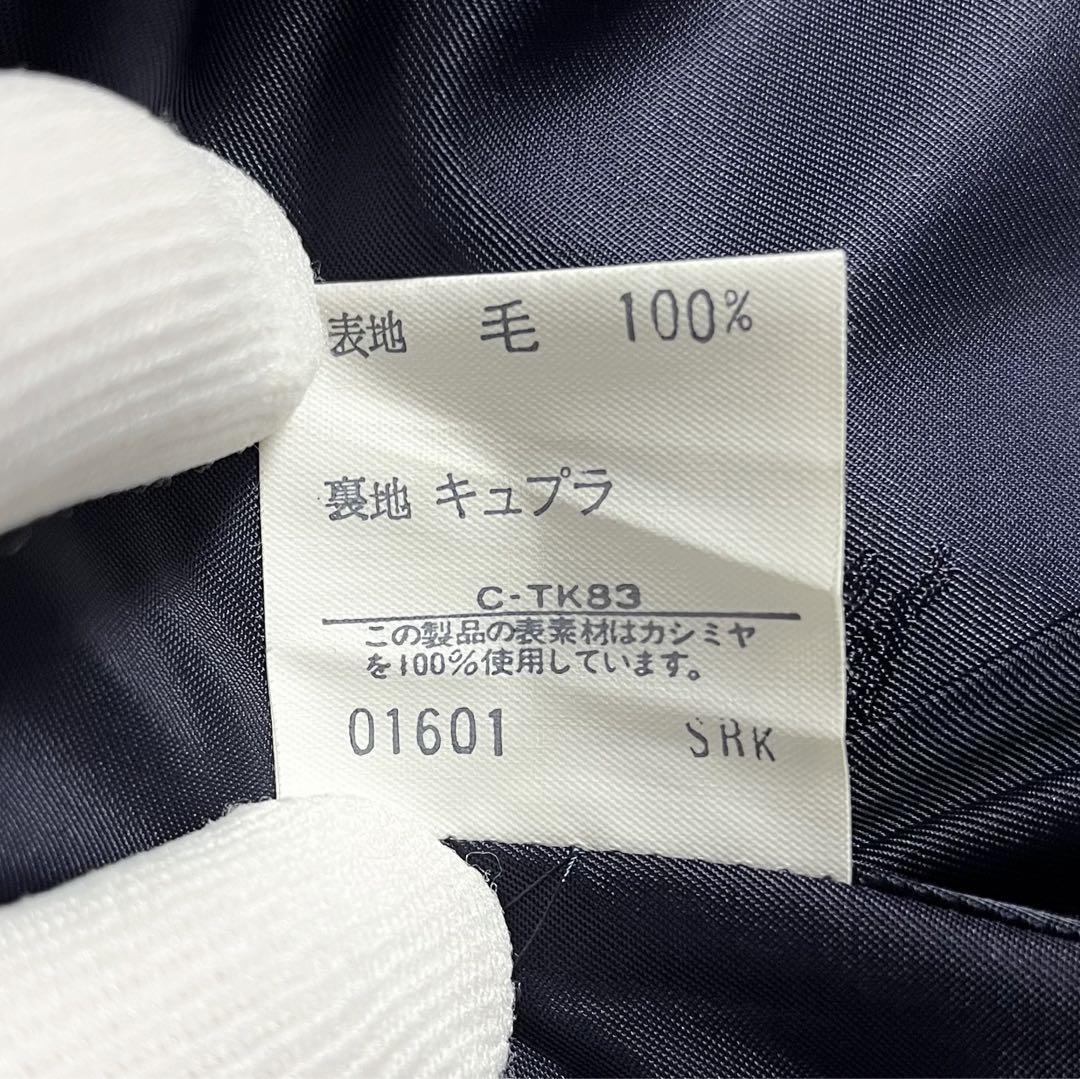 表地 毛 100%
裏地 キュプラ
C-TK83
この製品の表素材はカシミヤ
を100%使用しています。
01601 SRK